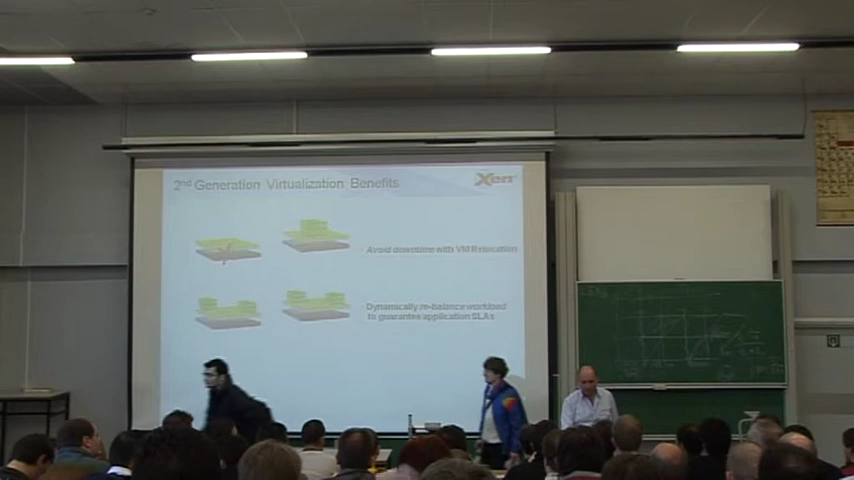 2nd Generation Virtualization Benefits
Xen
Avoid downtime with VM Relocation
Dynamically re-balance workload
to guarantee application SLAs